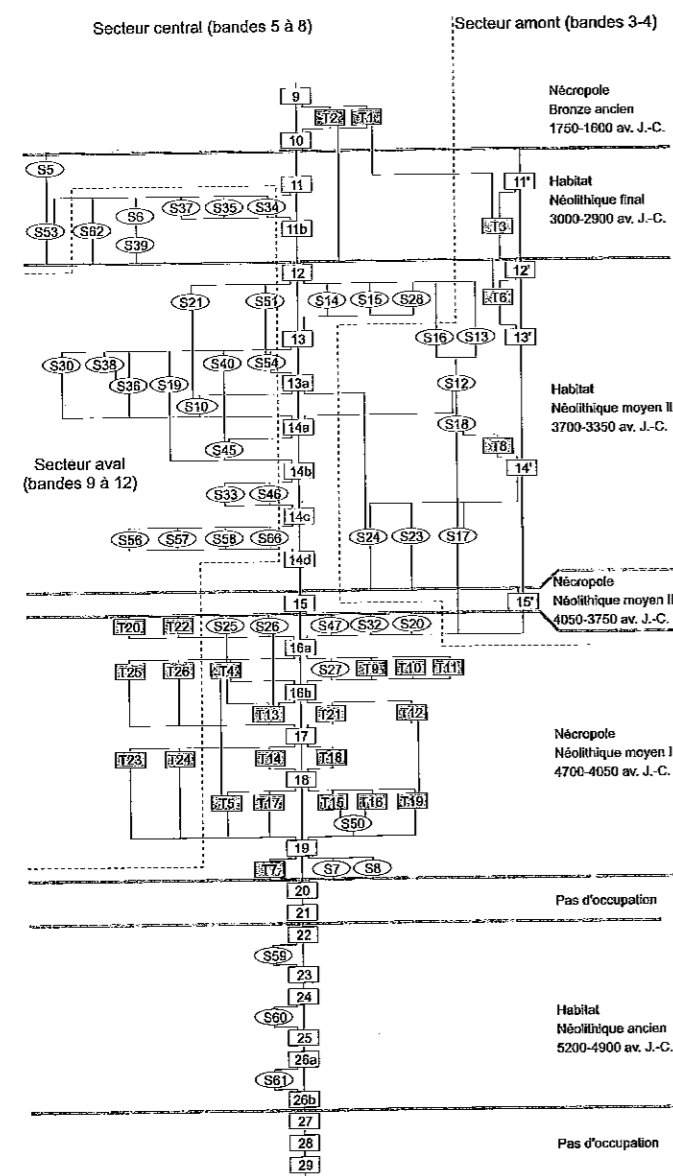 Secteur central (bandes 5 à 8)
Secteur amont (bandes 3-4)
9
T2 T1
10
Nécropole
Bronze ancien
1750-1600 av. J.-C.
S5
11 11'
S37 S35 S34
S6
S53 S62 S39
11b
T3
Habitat
Néolithique final
3000-2900 av. J.-C.
12 12'
S21 S51 S14 S15 S28
T6
13 13'
S16 S13
S30 S38 S40 S54
S36 S19
13a
S12
S10
14a
S18
S45
T8
14b 14'
Habitat
Néolithique moyen II
3700-3350 av. J.-C.
Secteur aval
(bandes 9 à 12)
S33 S46
14c
S56 S57 S58 S66
S24 S23 S17
14d
15 15'
Nécropole
Néolithique moyen II
4050-3750 av. J.-C.
T20 T22 S25 S26 S47 S32 S20
16a
T25 T26 T4 S27 T9 T10 T11
16b
T13 T21 T12
17
T23 T24 T14 T18
18
T5 T17 T15 T16 T19
S50
19
T7 S7 S8
Nécropole
Néolithique moyen I
4700-4050 av. J.-C.
20
21
Pas d'occupation
22
S59
23
24
S60
25
26a
S61
26b
Habitat
Néolithique ancien
5200-4900 av. J.-C.
27
28
29
Pas d'occupation